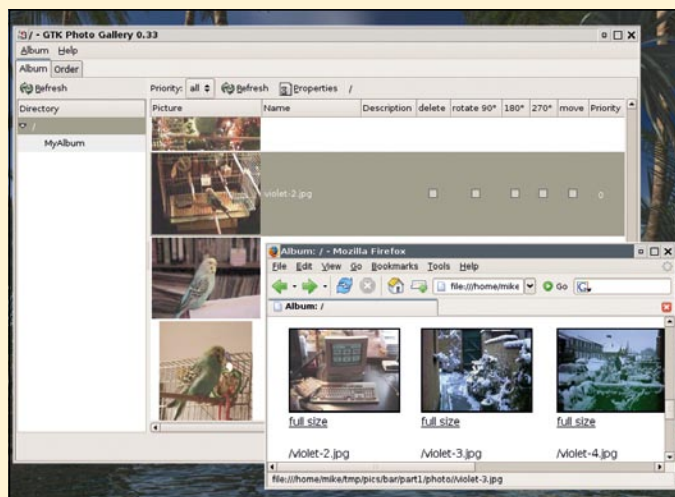 / - GTK Photo Gallery 0.33
Album Help
Album Order
Refresh Priority: all Refresh Properties /
Directory Picture Name Description delete rotate 90° 180° 270° move Priority
/
MyAlbum
violet-2.jpg 0
Album: / - Mozilla Firefox
File Edit View Go Bookmarks Tools Help
file:///home/mike Go G
Album: /
full size full size full size
/violet-2.jpg /violet-3.jpg /violet-4.jpg
file:///home/mike/tmp/pics/bar/part1/photo//violet-3.jpg